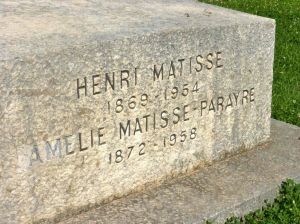 HENRI MATISSE
1869-1954
AMELIE MATISSE-PARAYRE
1872-1958